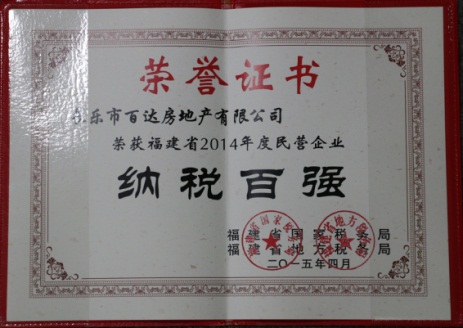 荣誉证书
乐市百达房地产有限公司
荣获福建省2014年度民营企业
纳税百强
福建省国家税务局
福建省地方税务局
二〇一五年四月